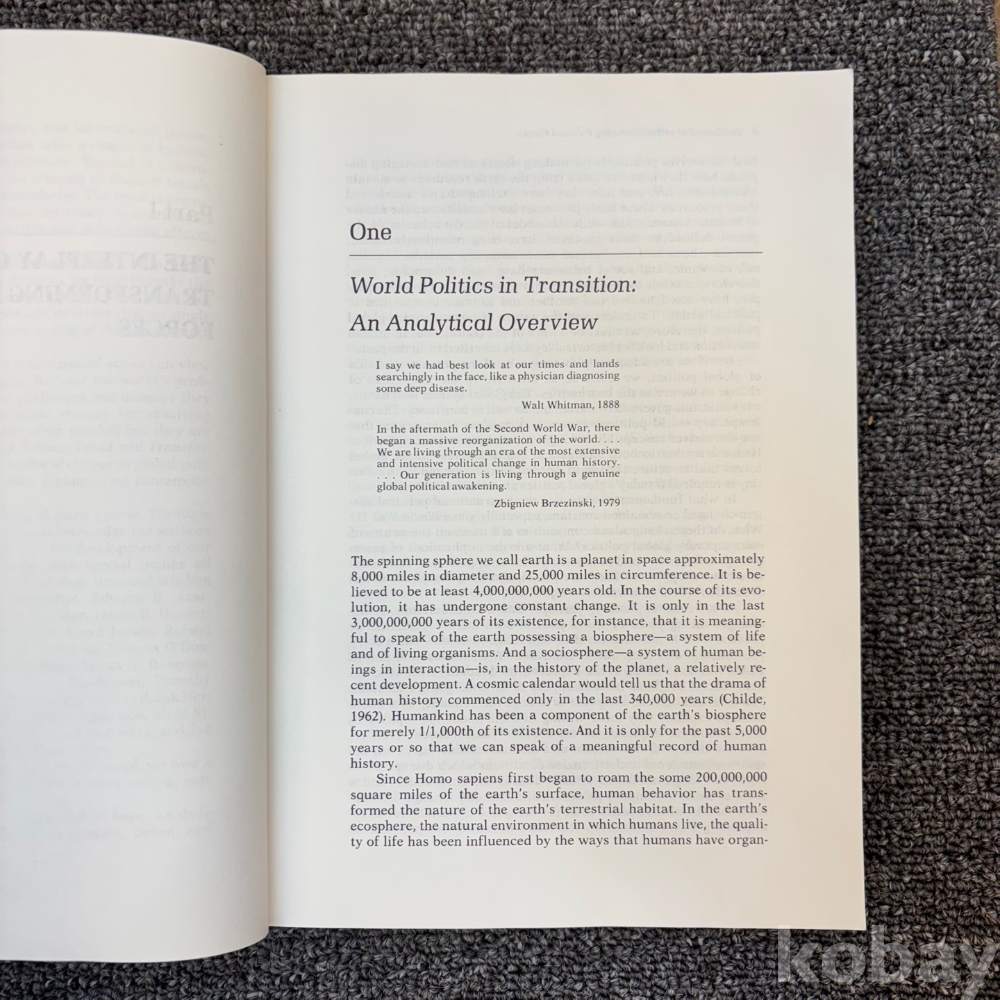 One
World Politics in Transition:
An Analytical Overview
I say we had best look at our times and lands
searchingly in the face, like a physician diagnosing
some deep disease.
Walt Whitman, 1888
In the aftermath of the Second World War, there
began a massive reorganization of the world. . . .
We are living through an era of the most extensive
and intensive political change in human history.
. . . Our generation is living through a genuine
global political awakening.
Zbigniew Brzezinski, 1979
The spinning sphere we call earth is a planet in space approximately
8,000 miles in diameter and 25,000 miles in circumference. It is be-
lieved to be at least 4,000,000,000 years old. In the course of its evo-
lution, it has undergone constant change. It is only in the last
3,000,000,000 years of its existence, for instance, that it is meaning-
ful to speak of the earth possessing a biosphere—a system of life
and of living organisms. And a sociosphere—a system of human be-
ings in interaction—is, in the history of the planet, a relatively re-
cent development. A cosmic calendar would tell us that the drama of
human history commenced only in the last 340,000 years (Childe,
1962). Humankind has been a component of the earth's biosphere
for merely 1/1,000th of its existence. And it is only for the past 5,000
years or so that we can speak of a meaningful record of human
history.
Since Homo sapiens first began to roam the some 200,000,000
square miles of the earth's surface, human behavior has trans-
formed the nature of the earth's terrestrial habitat. In the earth's
ecosphere, the natural environment in which humans live, the quali-
ty of life has been influenced by the ways that humans have organ-
kobay